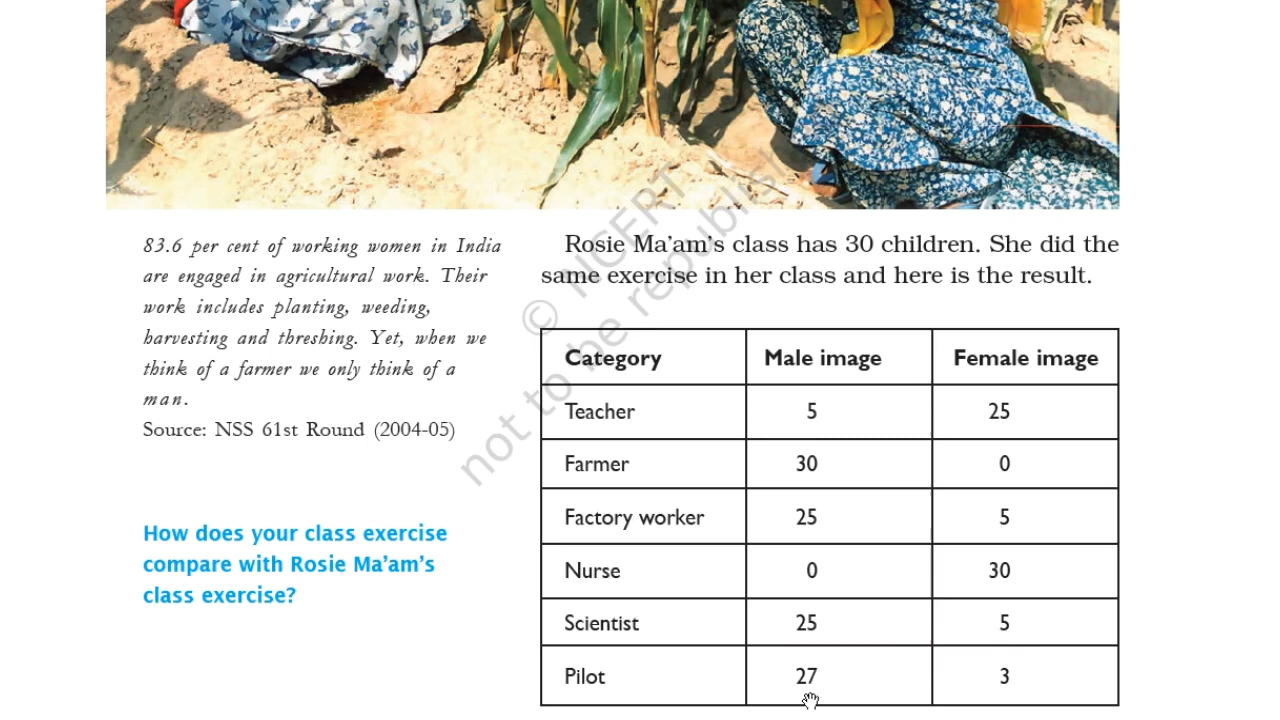 83.6 per cent of working women in India
are engaged in agricultural work. Their
work includes planting, weeding,
harvesting and threshing. Yet, when we
think of a farmer we only think of a
man.
Source: NSS 61st Round (2004-05)
How does your class exercise
compare with Rosie Ma'am's
class exercise?
Rosie Ma'am's class has 30 children. She did the
same exercise in her class and here is the result.
Category Male image Female image
Teacher 5 25
Farmer 30 0
Factory worker 25 5
Nurse 0 30
Scientist 25 5
Pilot 27 3
© NCERT
not to be republish